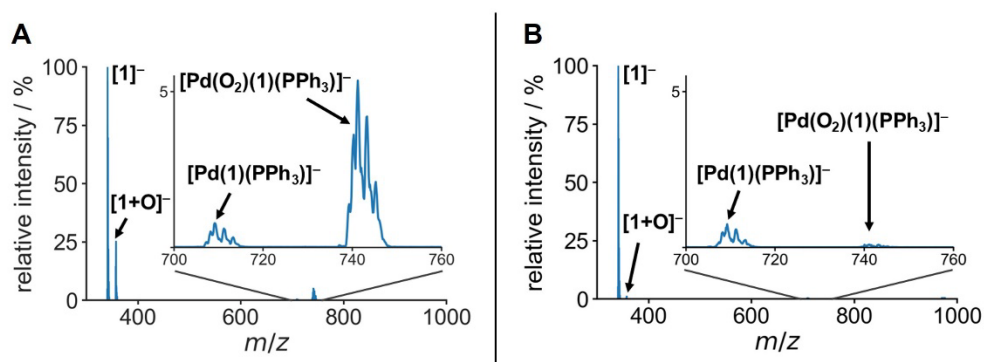 A
relative intensity / %
100
75
50
25
0
[1]⁻
[1+O]⁻
[Pd(O₂)(1)(PPh₃)]⁻
5
[Pd(1)(PPh₃)]⁻
700 720 740 760
400 600 800 1000
m/z
B
relative intensity / %
100
75
50
25
0
[1]⁻
[1+O]⁻
5
[Pd(O₂)(1)(PPh₃)]⁻
[Pd(1)(PPh₃)]⁻
700 720 740 760
400 600 800 1000
m/z